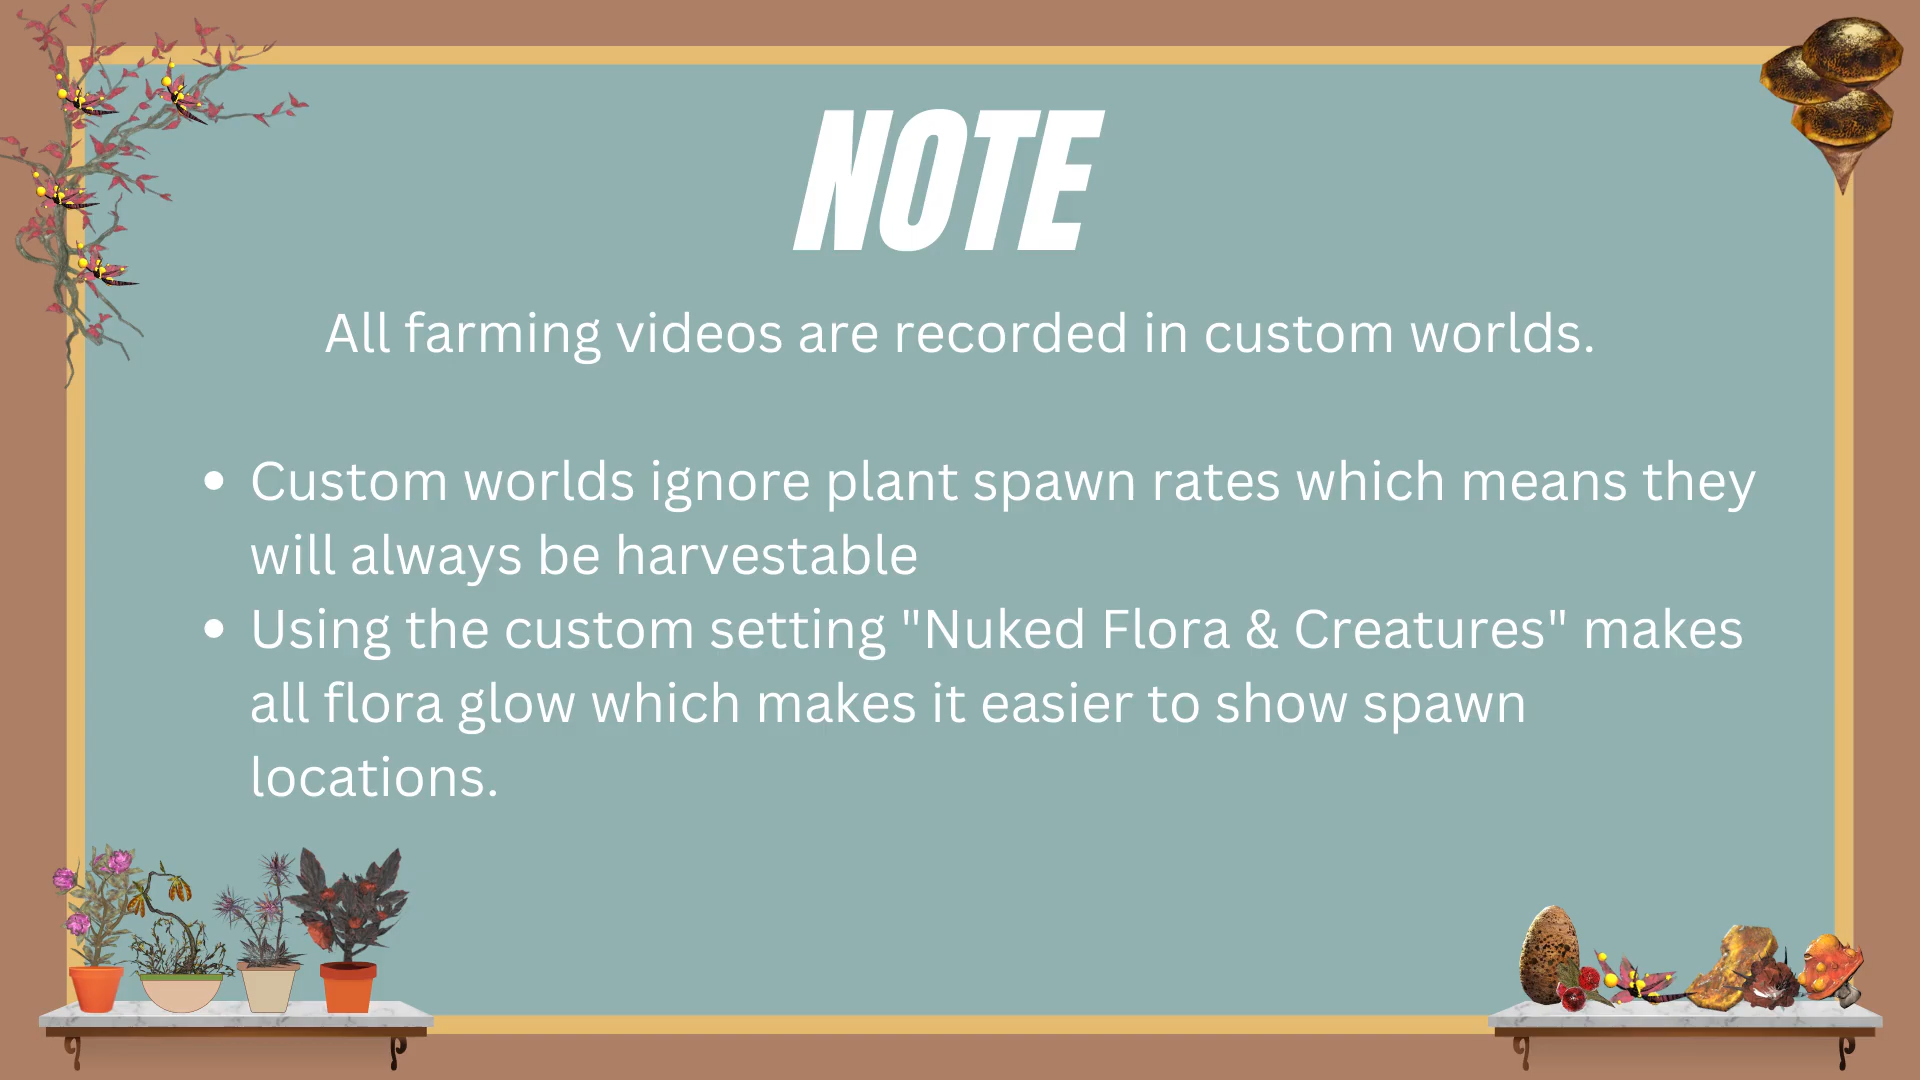 NOTE
All farming videos are recorded in custom worlds.
• Custom worlds ignore plant spawn rates which means they
will always be harvestable
• Using the custom setting "Nuked Flora & Creatures" makes
all flora glow which makes it easier to show spawn
locations.